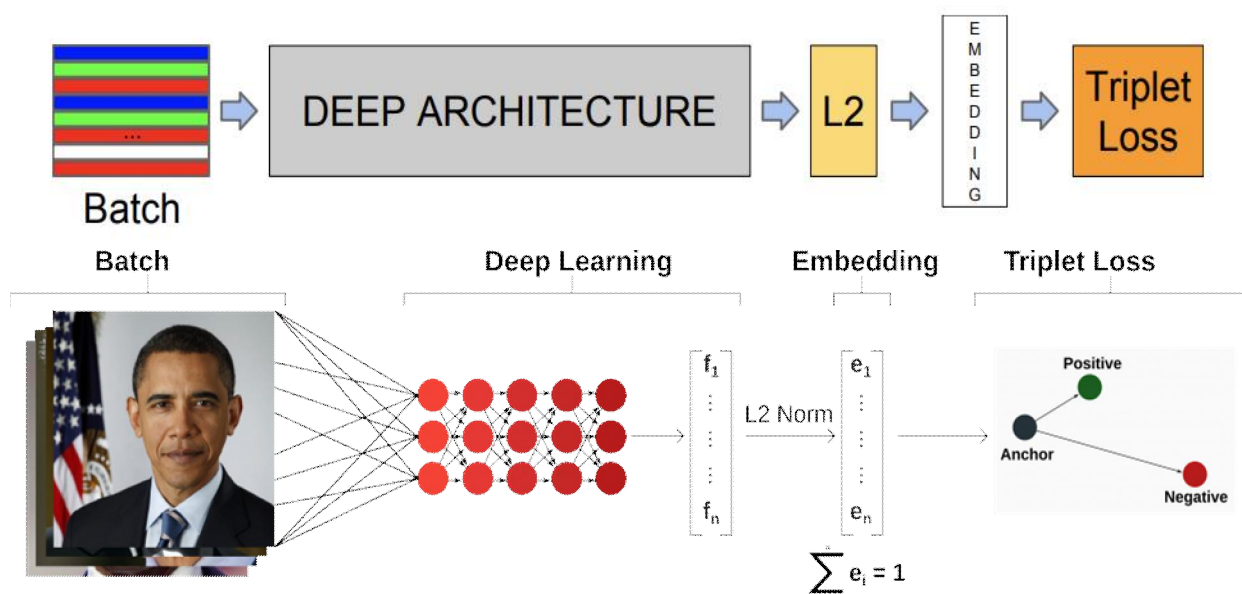 DEEP ARCHITECTURE
L2
E
M
B
E
D
D
I
N
G
Triplet
Loss
...
Batch
Batch
Deep Learning
Embedding
Triplet Loss
f1
⋮
⋮
⋮
fn
L2 Norm
e1
⋮
⋮
⋮
en
∑ ei = 1
Positive
Anchor
Negative